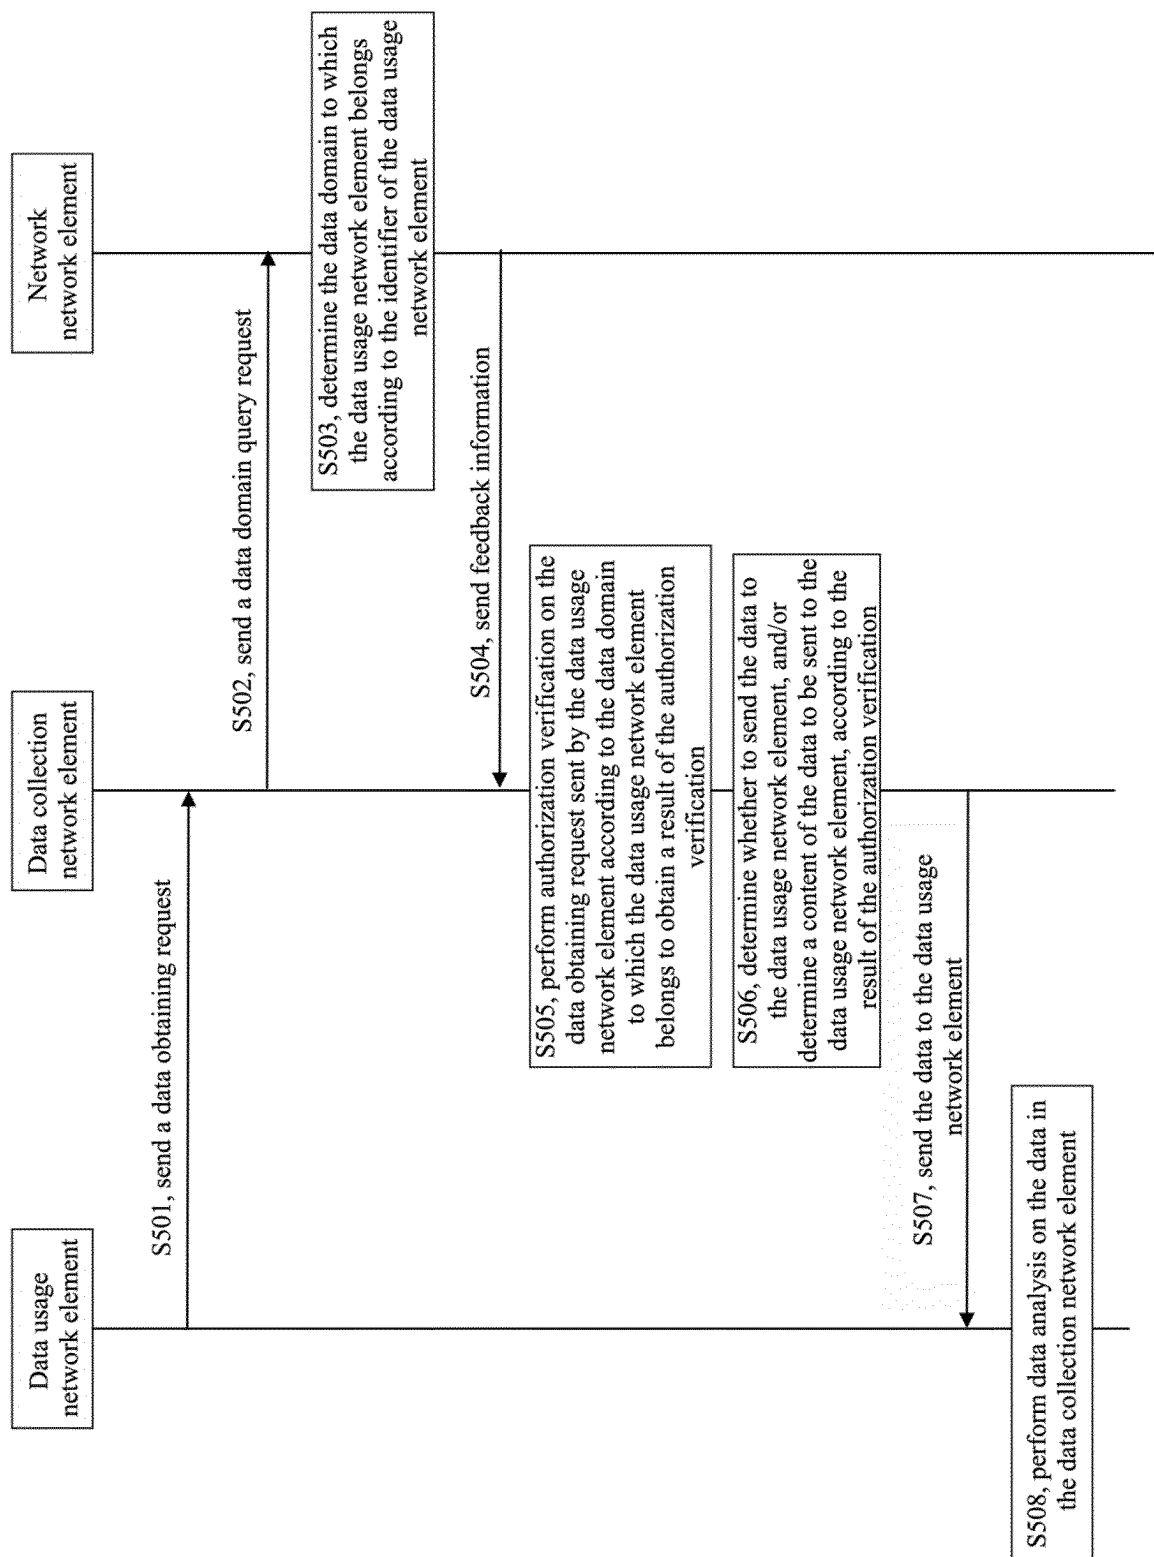 Data usage
network element
Data collection
network element
Network
network element
S501, send a data obtaining request
S502, send a data domain query request
S503, determine the data domain to which
the data usage network element belongs
according to the identifier of the data usage
network element
S504, send feedback information
S505, perform authorization verification on the
data obtaining request sent by the data usage
network element according to the data domain
to which the data usage network element
belongs to obtain a result of the authorization
verification
S506, determine whether to send the data to
the data usage network element, and/or
determine a content of the data to be sent to the
data usage network element, according to the
result of the authorization verification
S507, send the data to the data usage
network element
S508, perform data analysis on the data in
the data collection network element